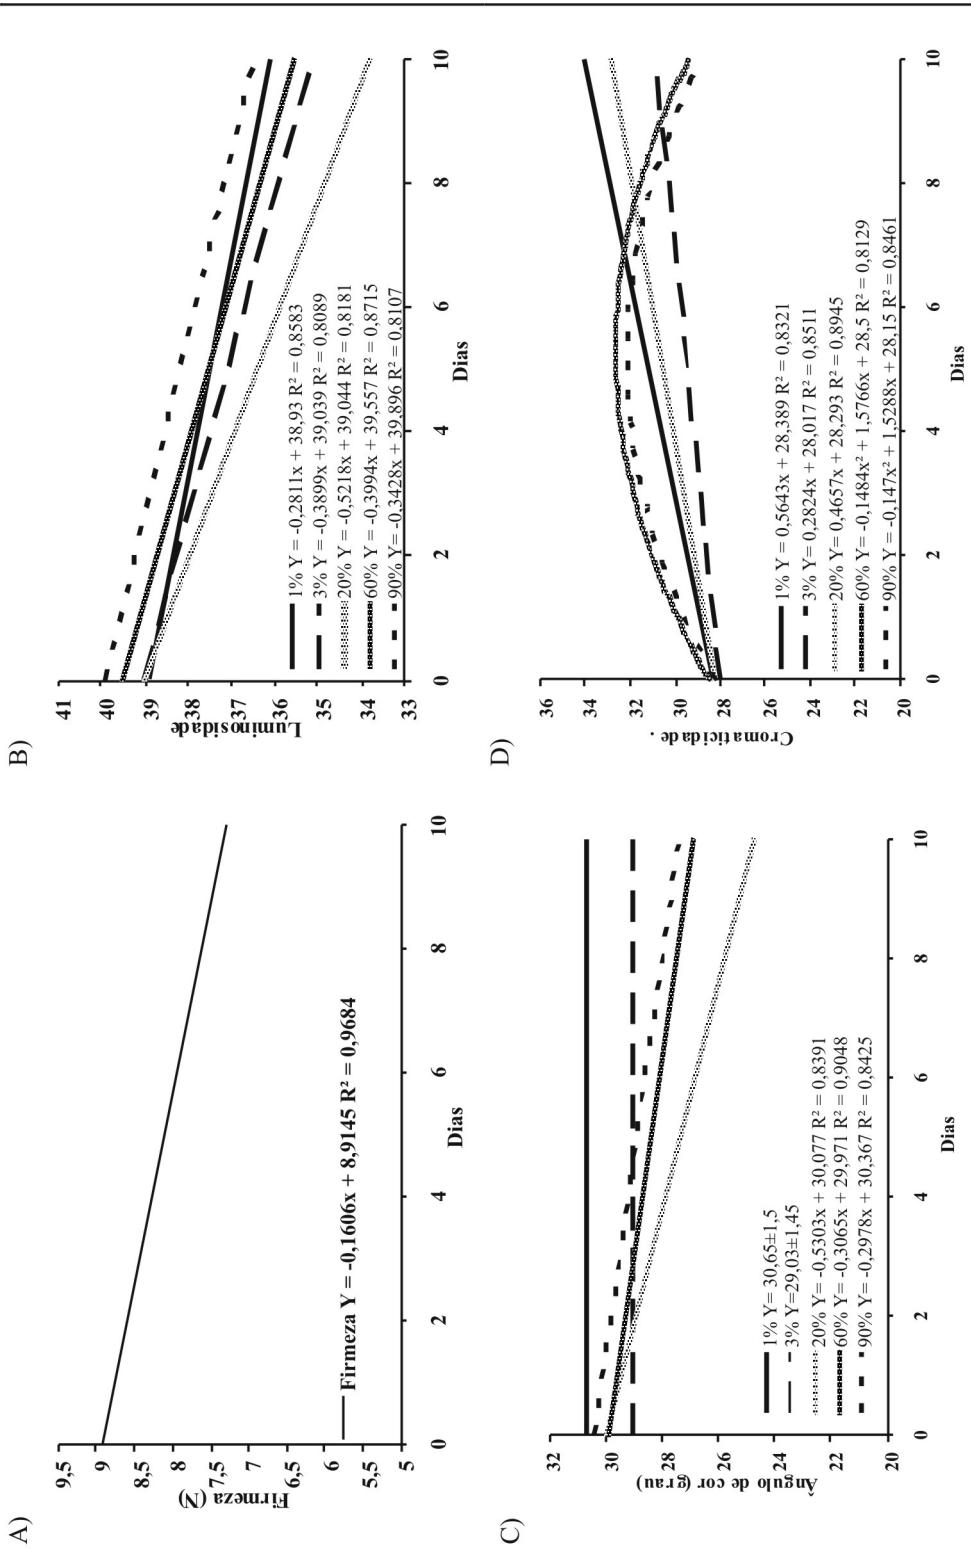 A)
Firmeza (N)
9,5
9
8,5
8
7,5
7
6,5
6
5,5
5
Firmeza Y = -0,1606x + 8,9145 R² = 0,9684
0
2
4
6
8
10
Dias
B)
Luminosidade
41
40
39
38
37
36
35
34
33
1% Y = -0,2811x + 38,93 R² = 0,8583
3% Y = -0,3899x + 39,039 R² = 0,8089
20% Y = -0,5218x + 39,044 R² = 0,8181
60% Y = -0,3994x + 39,557 R² = 0,8715
90% Y = -0,3428x + 39,896 R² = 0,8107
0
2
4
6
8
10
Dias
C)
Ângulo de cor (grau)
32
30
28
26
24
22
20
1% Y= 30,65±1,5
3% Y=29,03±1,45
20% Y= -0,5303x + 30,077 R² = 0,8391
60% Y= -0,3065x + 29,971 R² = 0,9048
90% Y= -0,2978x + 30,367 R² = 0,8425
0
2
4
6
8
10
Dias
D)
Cromaticidade .
36
34
32
30
28
26
24
22
20
1% Y = 0,5643x + 28,389 R² = 0,8321
3% Y= 0,2824x + 28,017 R² = 0,8511
20% Y= 0,4657x + 28,293 R² = 0,8945
60% Y= -0,1484x² + 1,5766x + 28,5 R² = 0,8129
90% Y= -0,147x² + 1,5288x + 28,15 R² = 0,8461
0
2
4
6
8
10
Dias